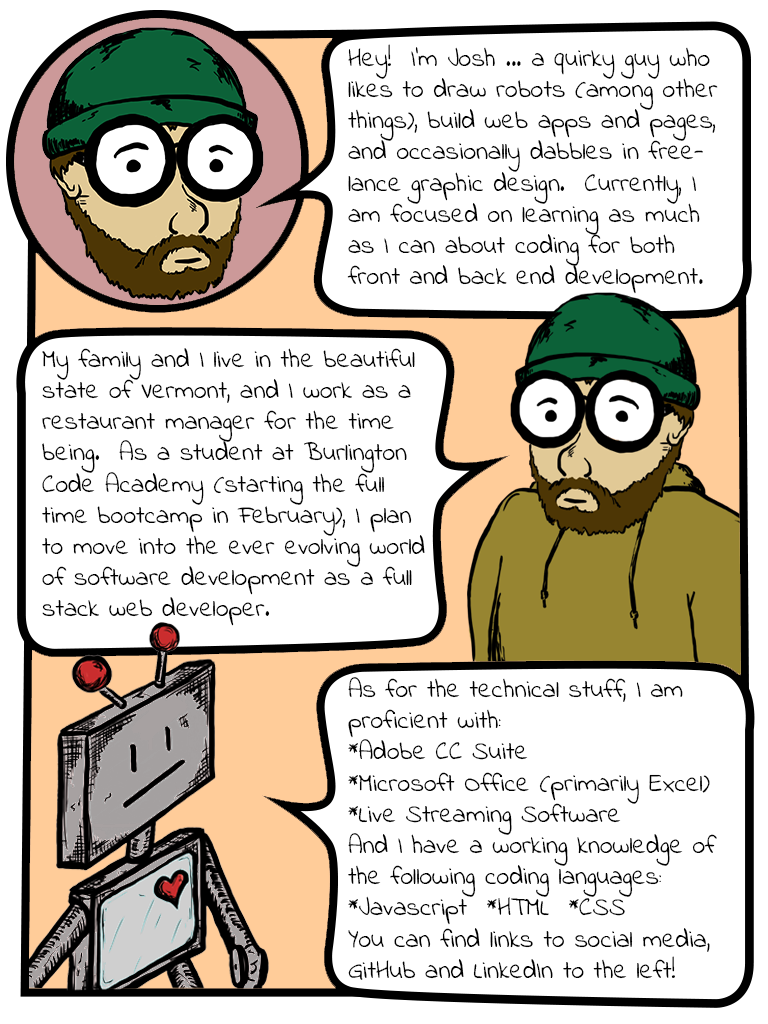 Hey! I'm Josh ... a quirky guy who
likes to draw robots (among other
things), build web apps and pages,
and occasionally dabbles in free-
lance graphic design. Currently, I
am focused on learning as much
as I can about coding for both
front and back end development.
My family and I live in the beautiful
state of Vermont, and I work as a
restaurant manager for the time
being. As a student at Burlington
Code Academy (starting the full
time bootcamp in February), I plan
to move into the ever evolving world
of software development as a full
stack web developer.
As for the technical stuff, I am
proficient with:
*Adobe CC Suite
*Microsoft Office (primarily Excel)
*Live Streaming Software
And I have a working knowledge of
the following coding languages:
*Javascript *HTML *CSS
You can find links to social media,
GitHub and LinkedIn to the left!